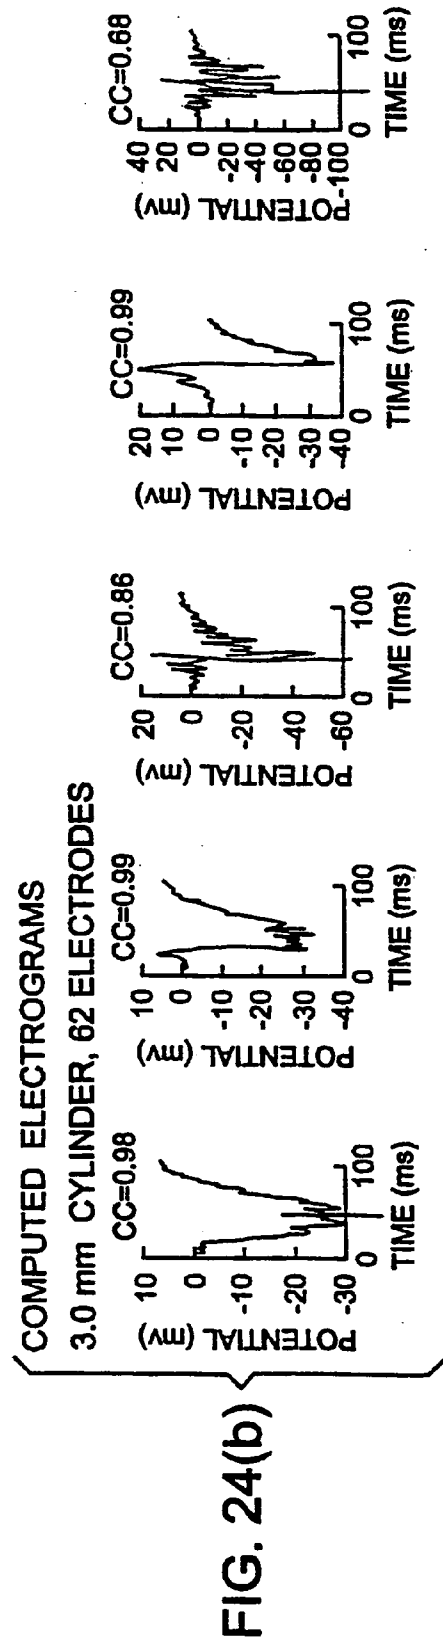 COMPUTED ELECTROGRAMS
3.0 mm CYLINDER, 62 ELECTRODES
CC=0.98
10
0
-10
-20
-30
POTENTIAL (mv)
0
100
TIME (ms)
CC=0.99
10
0
-10
-20
-30
-40
POTENTIAL (mv)
0
100
TIME (ms)
CC=0.86
20
0
-20
-40
-60
POTENTIAL (mv)
0
100
TIME (ms)
CC=0.99
20
10
0
-10
-20
-30
-40
POTENTIAL (mv)
0
100
TIME (ms)
CC=0.68
40
20
0
-20
-40
-60
-80
-100
POTENTIAL (mv)
0
100
TIME (ms)
FIG. 24(b)